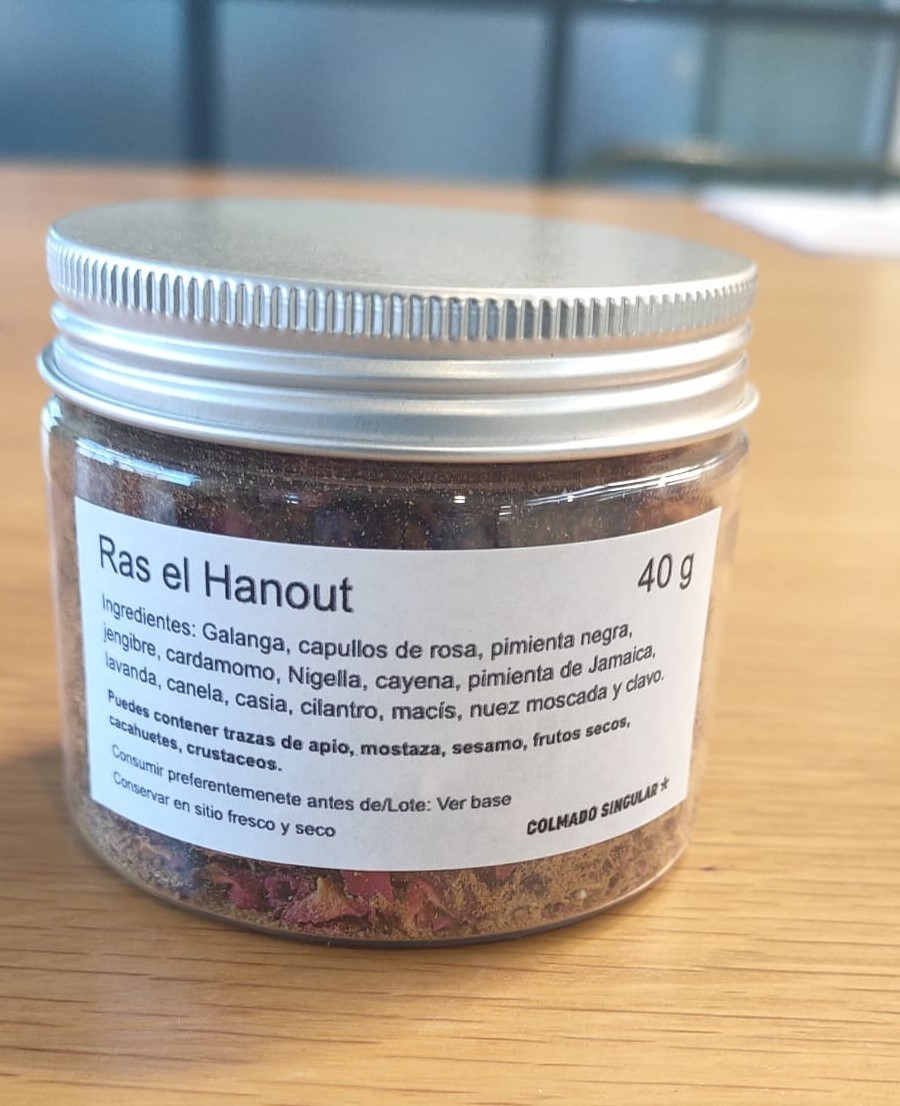 Ras el Hanout
40 g
Ingredientes: Galanga, capullos de rosa, pimienta negra,
jengibre, cardamomo, Nigella, cayena, pimienta de Jamaica,
lavanda, canela, casia, cilantro, macís, nuez moscada y clavo.
Puedes contener trazas de apio, mostaza, sesamo, frutos secos,
cacahuetes, crustaceos.
Consumir preferentemenete antes de/Lote: Ver base
Conservar en sitio fresco y seco
COLMADO SINGULAR*